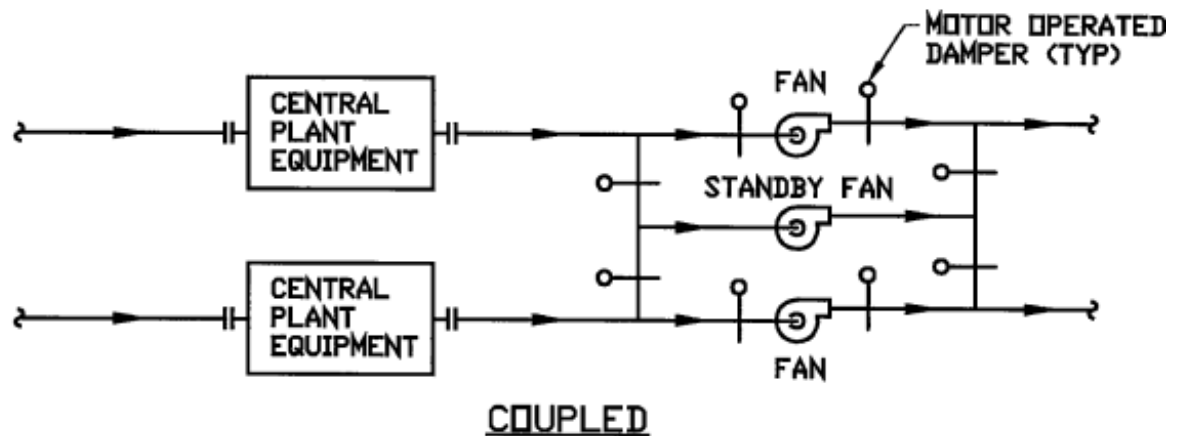 MOTOR OPERATED
DAMPER (TYP)
FAN
CENTRAL
PLANT
EQUIPMENT
STANDBY FAN
CENTRAL
PLANT
EQUIPMENT
FAN
COUPLED